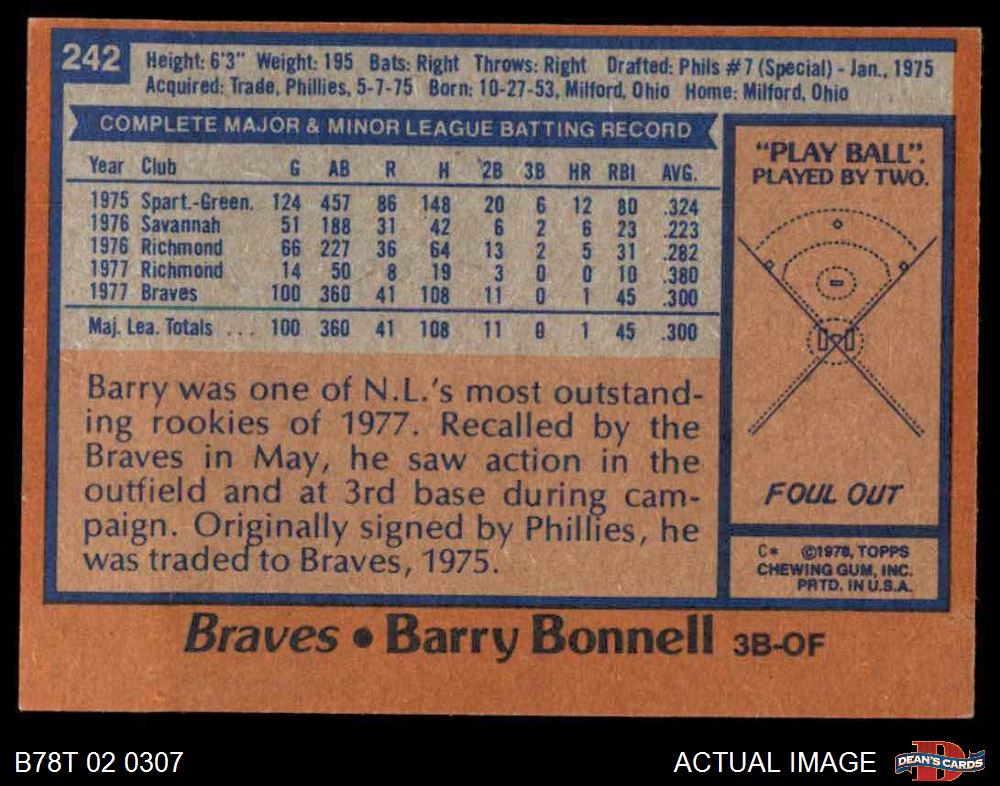 242
Height: 6'3" Weight: 195 Bats: Right Throws: Right Drafted: Phils #7 (Special) - Jan., 1975
Acquired: Trade, Phillies, 5-7-75 Born: 10-27-53, Milford, Ohio Home: Milford, Ohio
COMPLETE MAJOR & MINOR LEAGUE BATTING RECORD
Year Club G AB R H 2B 3B HR RBI AVG.
1975 Spart.-Green. 124 457 86 148 20 6 12 80 .324
1976 Savannah 51 188 31 42 6 2 6 23 .223
1976 Richmond 66 227 36 64 13 2 5 31 .282
1977 Richmond 14 50 8 19 3 0 0 10 .380
1977 Braves 100 360 41 108 11 0 1 45 .300
Maj. Lea. Totals ... 100 360 41 108 11 0 1 45 .300
Barry was one of N.L.'s most outstand-
ing rookies of 1977. Recalled by the
Braves in May, he saw action in the
outfield and at 3rd base during cam-
paign. Originally signed by Phillies, he
was traded to Braves, 1975.
"PLAY BALL".
PLAYED BY TWO.
FOUL OUT
C* ©1978, TOPPS
CHEWING GUM, INC.
PRTD. IN U.S.A.
Braves • Barry Bonnell 3B-OF
B78T 02 0307
ACTUAL IMAGE
D
DEAN'S CARDS